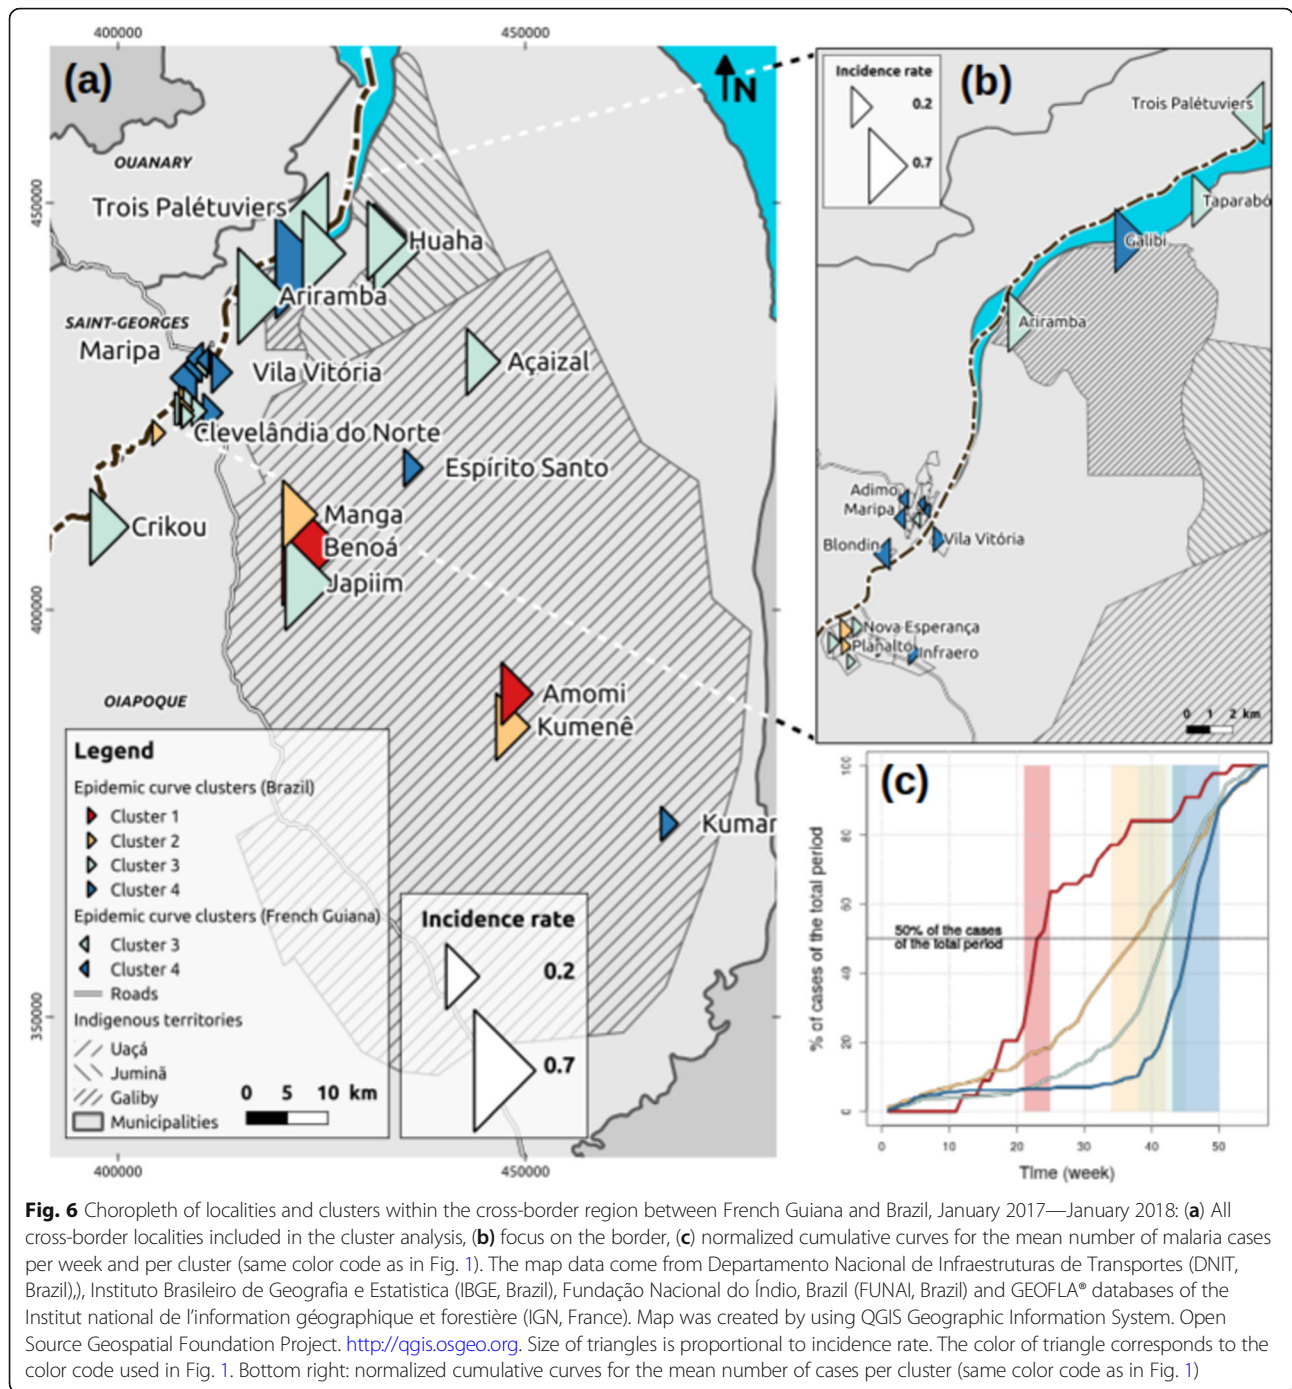 400000
450000
(a)
N
OUANARY
450000
Trois Palétuviers
Huaha
Ariramba
SAINT-GEORGES
Maripa
Vila Vitória
Açaizal
Clevelândia do Norte
Espírito Santo
Manga
Crikou
Benoá
Japiim
400000
Amomi
OIAPOQUE
Kumenê
Kumar
350000
Legend
Epidemic curve clusters (Brazil)
Cluster 1
Cluster 2
Cluster 3
Cluster 4
Epidemic curve clusters (French Guiana)
Cluster 3
Cluster 4
Roads
Indigenous territories
Uaçá
Juminã
Galiby
Municipalities
0 5 10 km
Incidence rate
0.2
0.7
400000
450000
Incidence rate
0.2
0.7
(b)
Trois Palétuviers
Taparabó
Galibi
Ariramba
Adimo
Maripa
Vila Vitória
Blondin
Nova Esperança
Planalto
Infraero
0 1 2 km
(c)
% of cases of the total period
100
80
60
40
20
0
50% of the cases
of the total period
0 10 20 30 40 50
Time (week)
Fig. 6 Choropleth of localities and clusters within the cross-border region between French Guiana and Brazil, January 2017—January 2018: (a) All
cross-border localities included in the cluster analysis, (b) focus on the border, (c) normalized cumulative curves for the mean number of malaria cases
per week and per cluster (same color code as in Fig. 1). The map data come from Departamento Nacional de Infraestruturas de Transportes (DNIT,
Brazil),), Instituto Brasileiro de Geografia e Estatistica (IBGE, Brazil), Fundação Nacional do Índio, Brazil (FUNAI, Brazil) and GEOFLA® databases of the
Institut national de l'information géographique et forestière (IGN, France). Map was created by using QGIS Geographic Information System. Open
Source Geospatial Foundation Project. http://qgis.osgeo.org. Size of triangles is proportional to incidence rate. The color of triangle corresponds to the
color code used in Fig. 1. Bottom right: normalized cumulative curves for the mean number of cases per cluster (same color code as in Fig. 1)